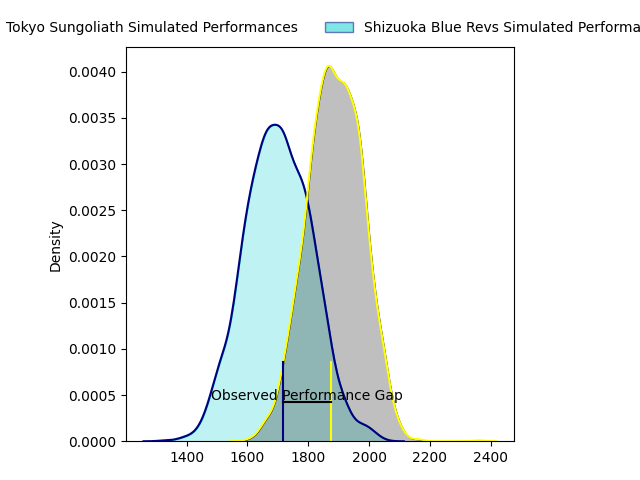 Tokyo Sungoliath Simulated Performances
Shizuoka Blue Revs Simulated Performa
0.0040
0.0035
0.0030
0.0025
0.0020
0.0015
0.0010
0.0005
0.0000
Density
Observed Performance Gap
1400 1600 1800 2000 2200 2400